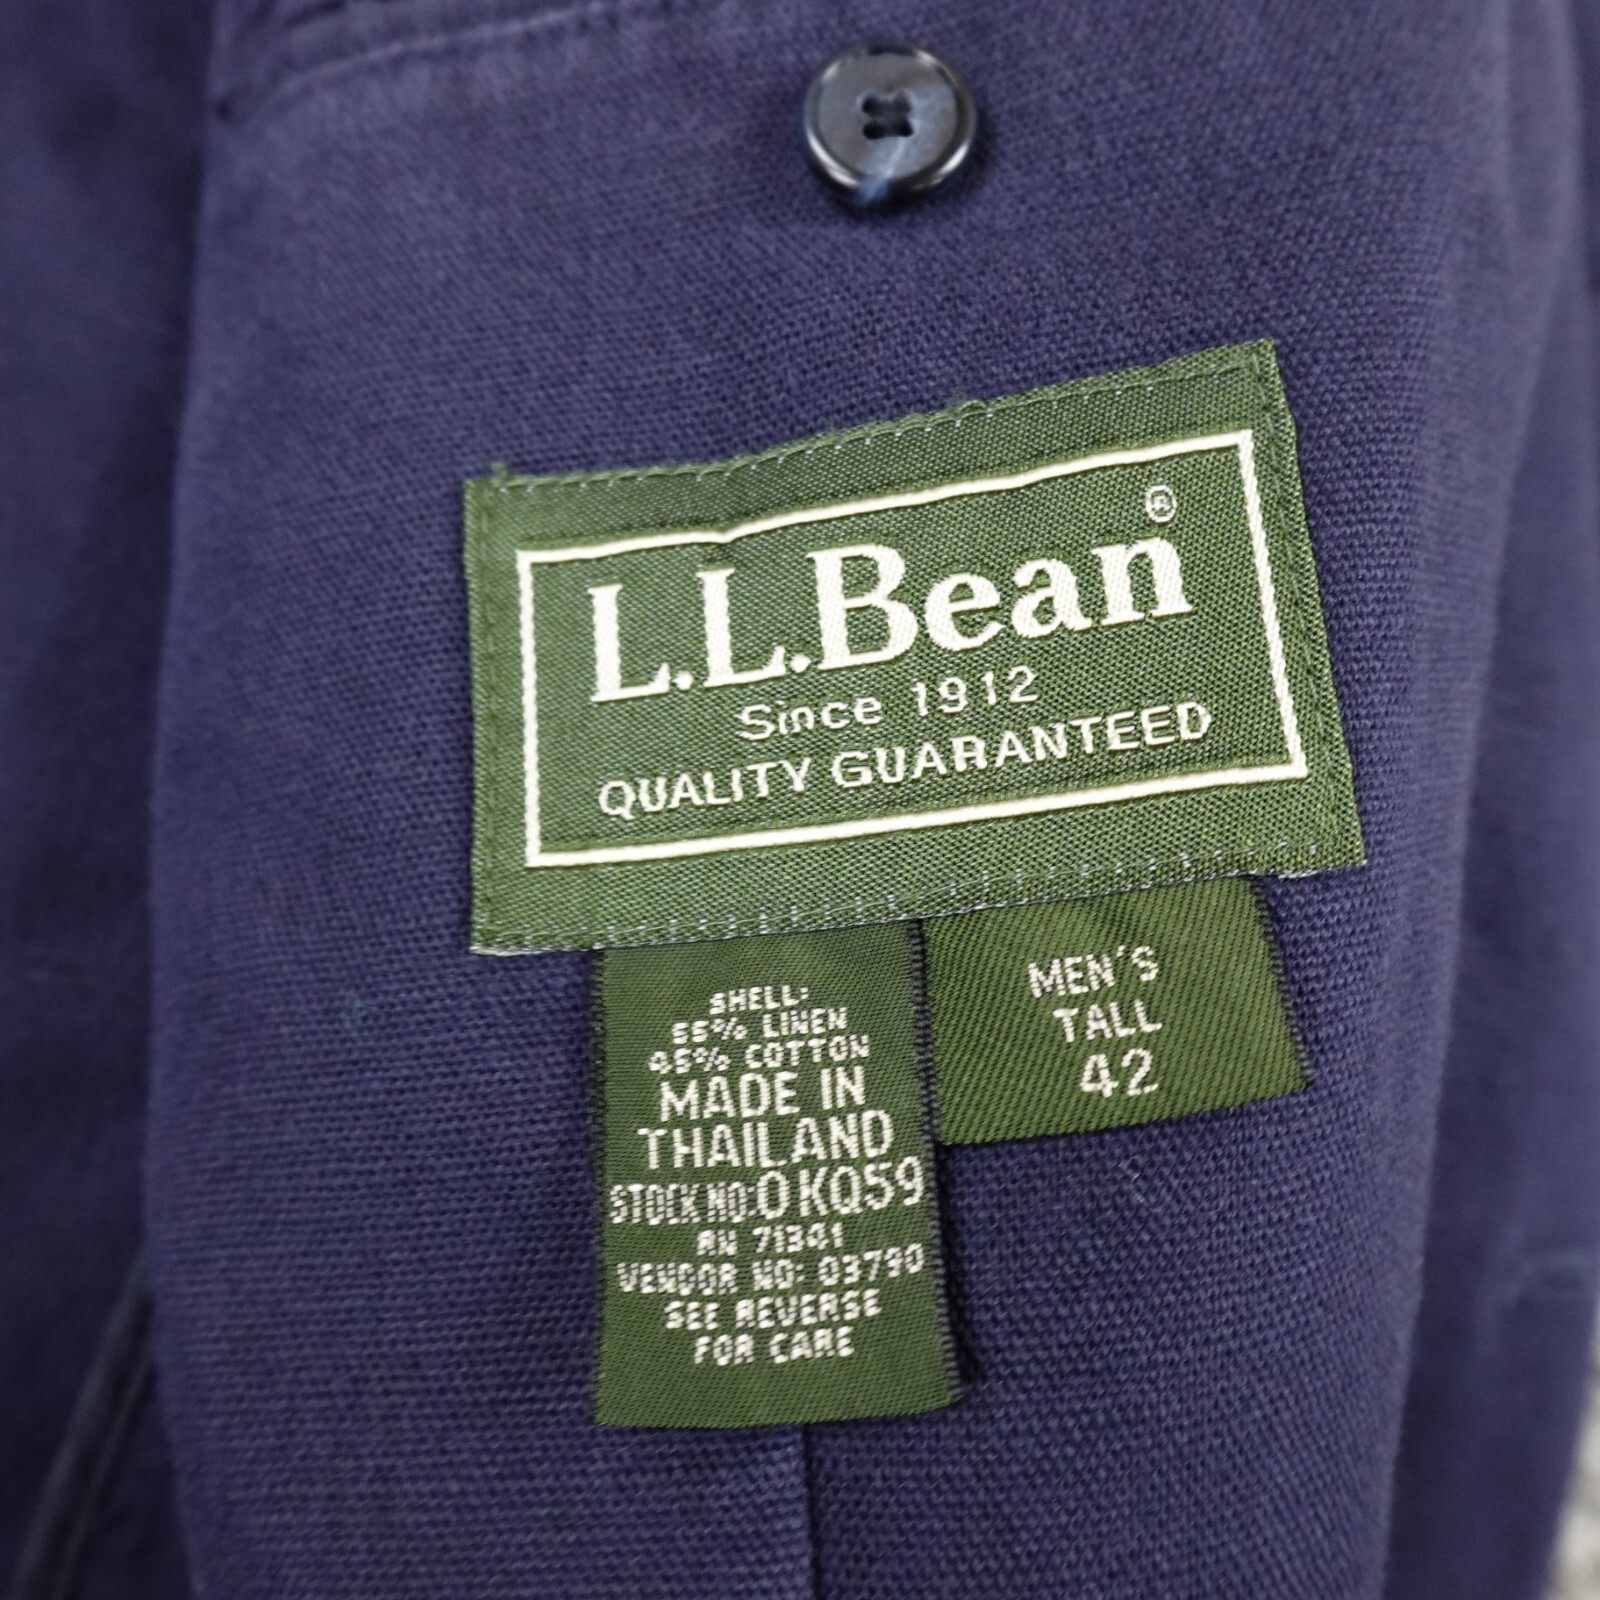 L.L.Bean®
Since 1912
QUALITY GUARANTEED
SHELL:
55% LINEN
45% COTTON
MADE IN
THAILAND
STOCK NO:0KQ59
RN 71341
VENDOR NO: 03790
SEE REVERSE
FOR CARE
MEN'S
TALL
42